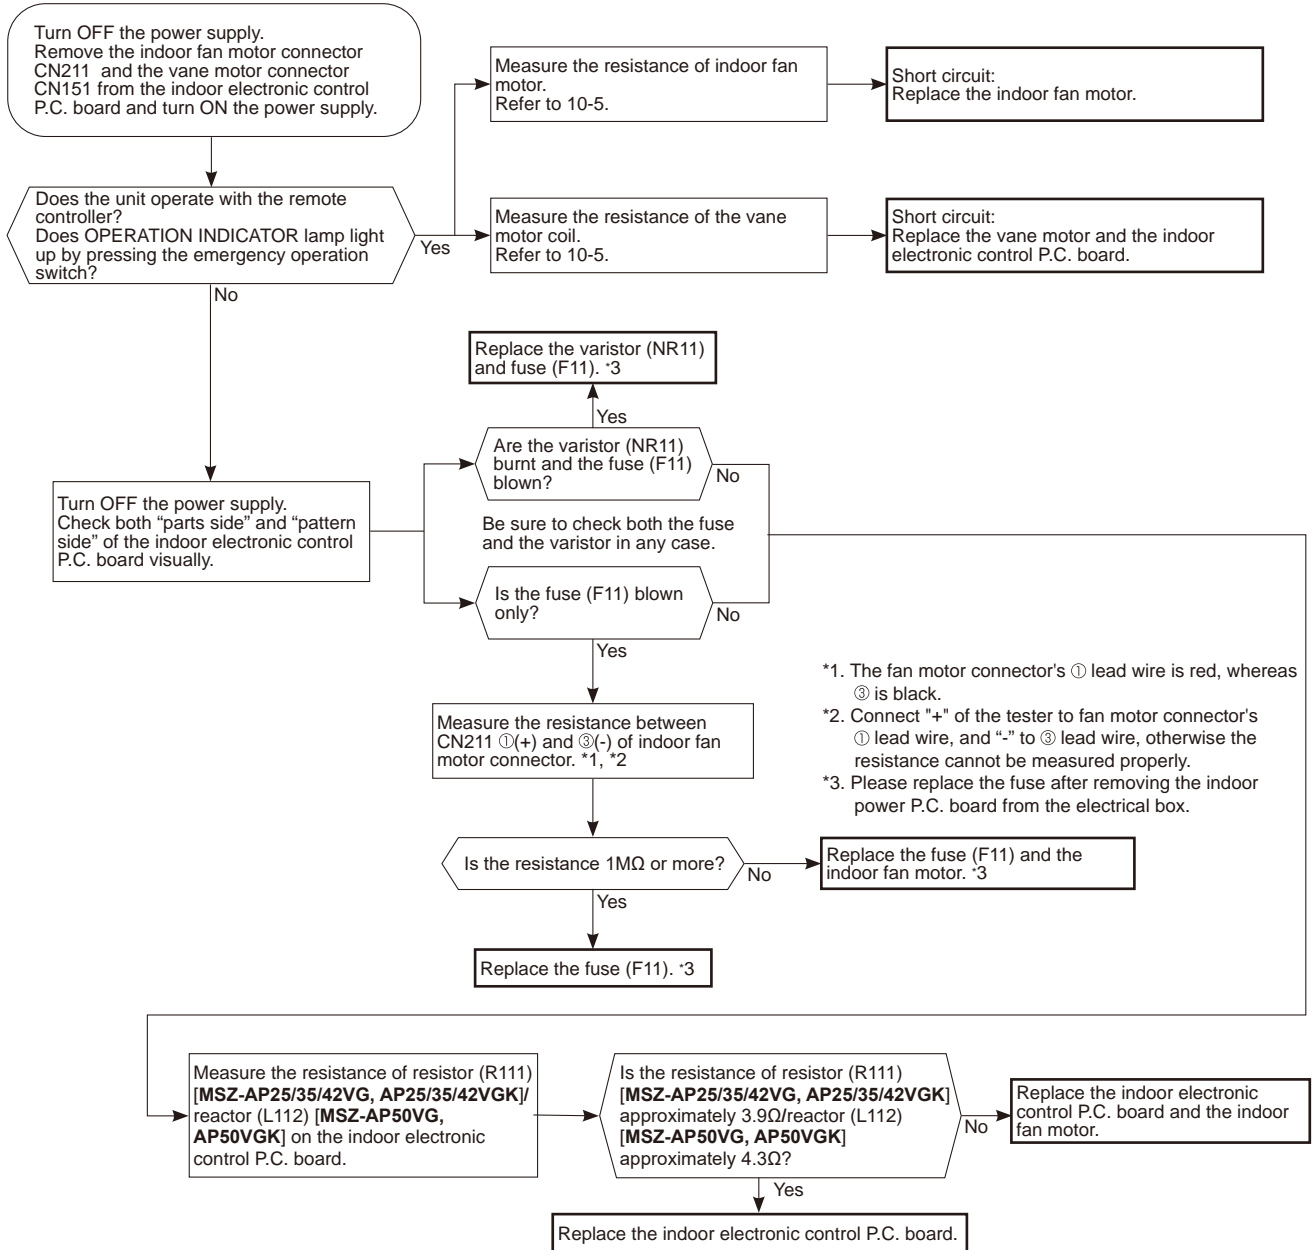 Turn OFF the power supply.
Remove the indoor fan motor connector
CN211 and the vane motor connector
CN151 from the indoor electronic control
P.C. board and turn ON the power supply.
Measure the resistance of indoor fan
motor.
Refer to 10-5.
Short circuit:
Replace the indoor fan motor.
Does the unit operate with the remote
controller?
Does OPERATION INDICATOR lamp light
up by pressing the emergency operation
switch?
Yes
Measure the resistance of the vane
motor coil.
Refer to 10-5.
Short circuit:
Replace the vane motor and the indoor
electronic control P.C. board.
No
Replace the varistor (NR11)
and fuse (F11). *3
Yes
Are the varistor (NR11)
burnt and the fuse (F11)
blown?
No
Turn OFF the power supply.
Check both “parts side” and “pattern
side” of the indoor electronic control
P.C. board visually.
Be sure to check both the fuse
and the varistor in any case.
Is the fuse (F11) blown
only?
No
Yes
*1. The fan motor connector's ① lead wire is red, whereas
③ is black.
*2. Connect "+" of the tester to fan motor connector's
① lead wire, and “-” to ③ lead wire, otherwise the
resistance cannot be measured properly.
*3. Please replace the fuse after removing the indoor
power P.C. board from the electrical box.
Measure the resistance between
CN211 ①(+) and ③(-) of indoor fan
motor connector. *1, *2
Is the resistance 1MΩ or more?
No
Replace the fuse (F11) and the
indoor fan motor. *3
Yes
Replace the fuse (F11). *3
Measure the resistance of resistor (R111)
[MSZ-AP25/35/42VG, AP25/35/42VGK]/
reactor (L112) [MSZ-AP50VG,
AP50VGK] on the indoor electronic
control P.C. board.
Is the resistance of resistor (R111)
[MSZ-AP25/35/42VG, AP25/35/42VGK]
approximately 3.9Ω/reactor (L112)
[MSZ-AP50VG, AP50VGK]
approximately 4.3Ω?
No
Replace the indoor electronic
control P.C. board and the indoor
fan motor.
Yes
Replace the indoor electronic control P.C. board.